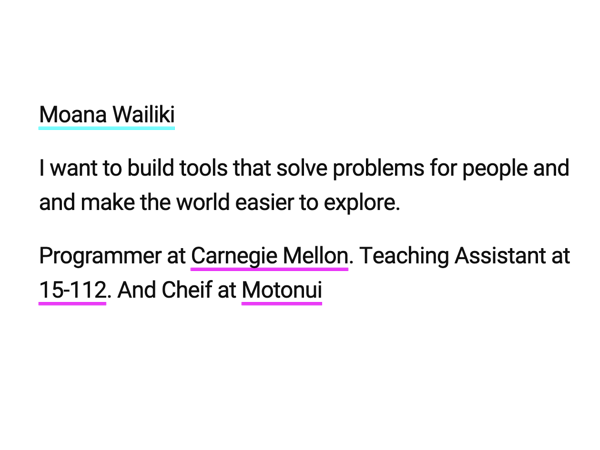 Moana Wailiki
I want to build tools that solve problems for people and
and make the world easier to explore.
Programmer at Carnegie Mellon. Teaching Assistant at
15-112. And Cheif at Motonui